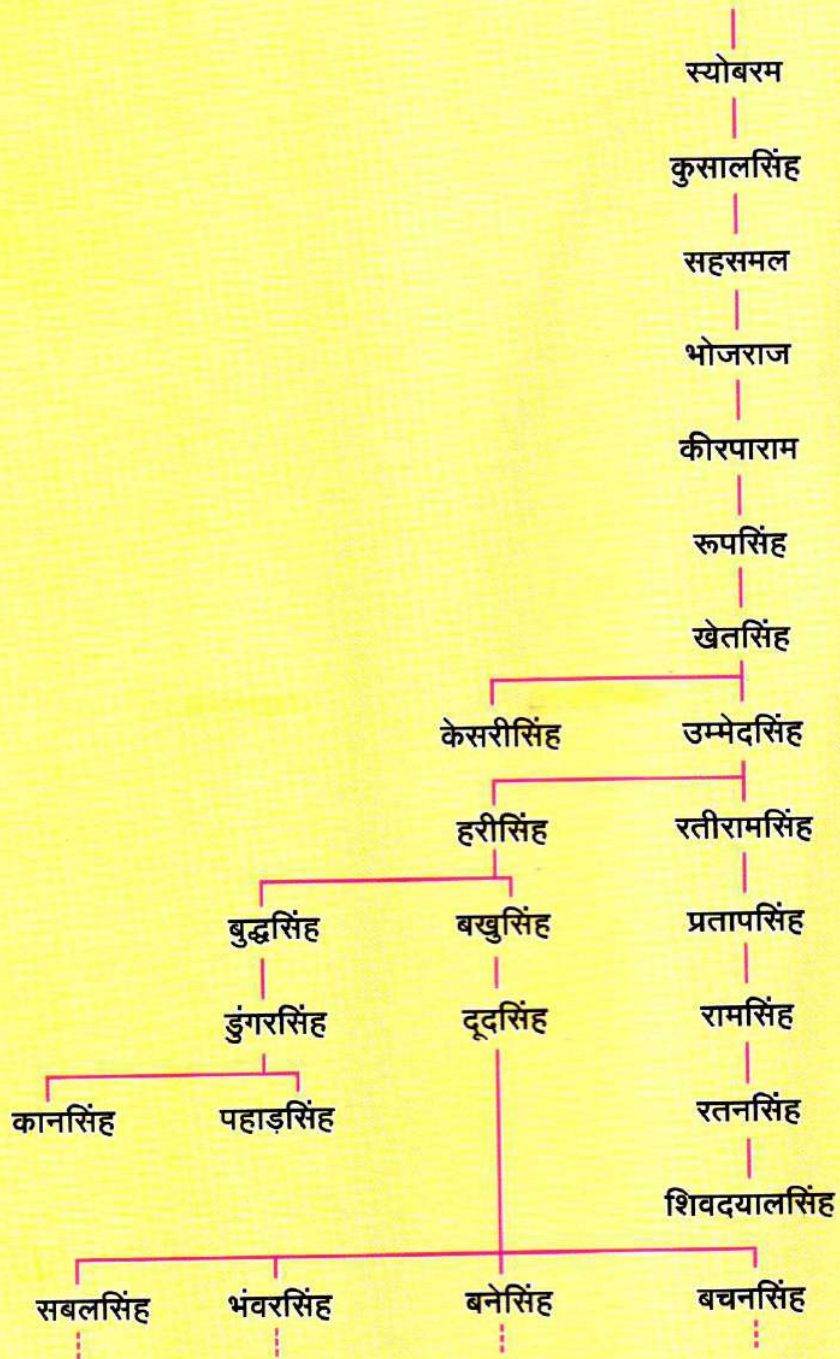 स्योबरम
कुसालसिंह
सहसमल
भोजराज
कीरपाराम
रूपसिंह
खेतसिंह
केसरीसिंह उम्मेदसिंह
हरीसिंह रतीरामसिंह
बुद्धसिंह बखुसिंह प्रतापसिंह
डुंगरसिंह दूदसिंह रामसिंह
कानसिंह पहाड़सिंह रतनसिंह
शिवदयालसिंह
सबलसिंह भंवरसिंह बनेसिंह बचनसिंह